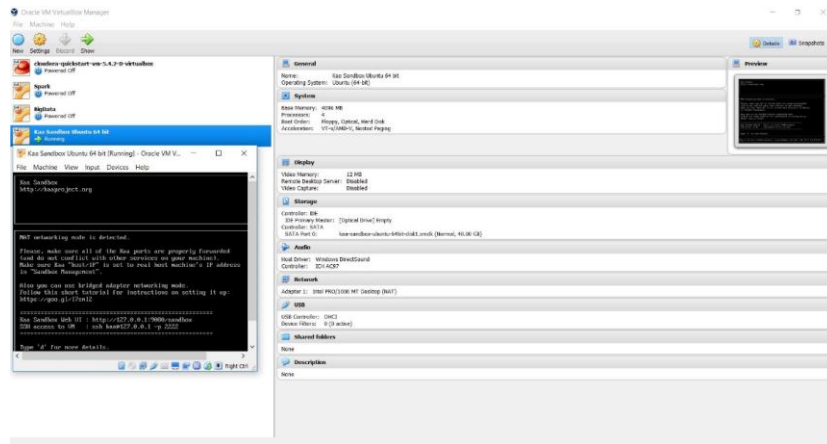 Oracle VM VirtualBox Manager
File Machine Help
New Settings Discard Show
Details Snapshots
cloudera-quickstart-vm-5.4.2-0-virtualbox
Powered Off
Spark
Powered Off
BigData
Powered Off
Kaa Sandbox Ubuntu 64 bit
Running
Kaa Sandbox Ubuntu 64 bit [Running] - Oracle VM V...
File Machine View Input Devices Help
Kaa Sandbox
http://kaaproject.org
NAT networking mode is detected.
Please, make sure all of the Kaa ports are properly forwarded
(and do not conflict with other services on your machine).
Make sure Kaa "host/IP" is set to real host machine's IP address
in "Sandbox Management".
Also you can use bridged adapter networking mode.
Follow this short tutorial for instructions on setting it up:
Kaa Sandbox Web UI : http://127.0.0.1:9080/sandbox
SSH access to VM : ssh kaa@127.0.0.1 -p 2222
Type 'd' for more details.
Right Ctrl
General
Name: Kaa Sandbox Ubuntu 64 bit
Operating System: Ubuntu (64-bit)
System
Base Memory: 4096 MB
Processors: 4
Boot Order: Floppy, Optical, Hard Disk
Acceleration: VT-x/AMD-V, Nested Paging
Display
Video Memory: 12 MB
Remote Desktop Server: Disabled
Video Capture: Disabled
Storage
Controller: IDE
IDE Primary Master: [Optical Drive] Empty
Controller: SATA
SATA Port 0: kaa-sandbox-ubuntu-64bit-disk1.vmdk (Normal, 40.00 GB)
Audio
Host Driver: Windows DirectSound
Controller: ICH AC97
Network
Adapter 1: Intel PRO/1000 MT Desktop (NAT)
USB
USB Controller: OHCI
Device Filters: 0 (0 active)
Shared folders
None
Description
None
Preview